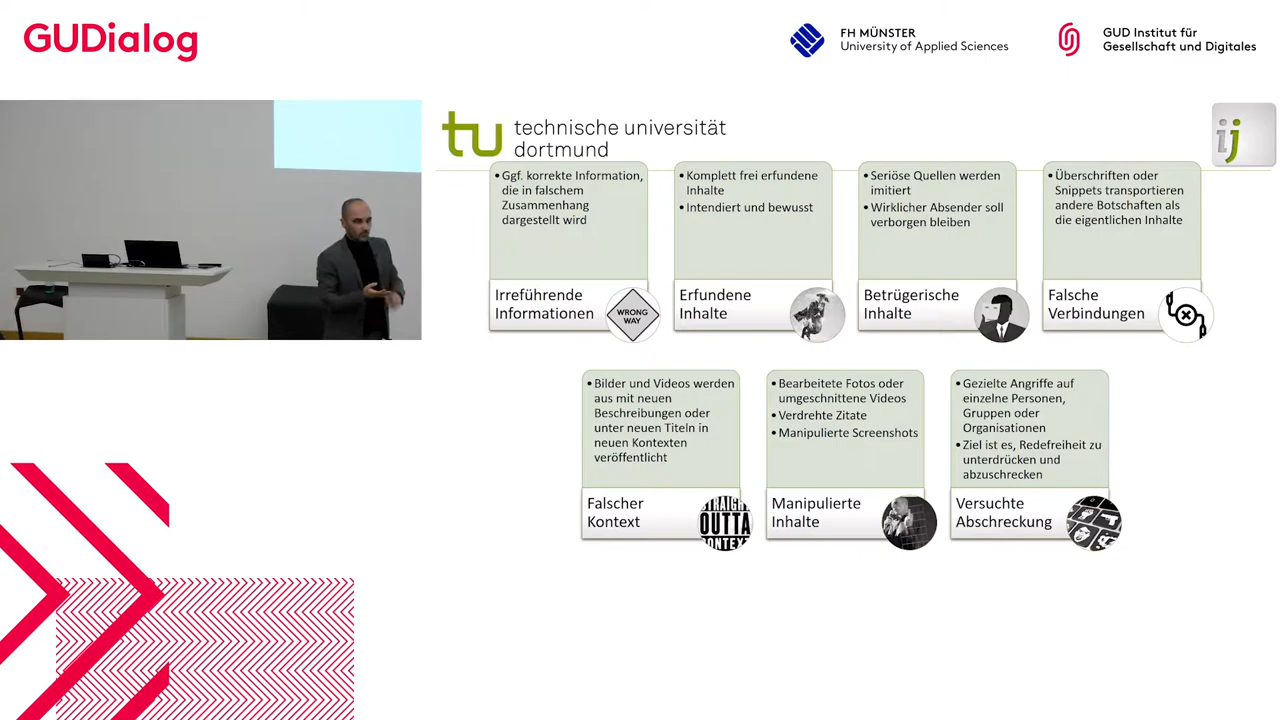 GUDialog
FH MÜNSTER
University of Applied Sciences
GUD Institut für
Gesellschaft und Digitales
tu technische universität
dortmund
ij
• Ggf. korrekte Information,
die in falschem
Zusammenhang
dargestellt wird
Irreführende
Informationen
WRONG
WAY
• Komplett frei erfundene
Inhalte
• Intendiert und bewusst
Erfundene
Inhalte
• Seriöse Quellen werden
imitiert
• Wirklicher Absender soll
verborgen bleiben
Betrügerische
Inhalte
• Überschriften oder
Snippets transportieren
andere Botschaften als
die eigentlichen Inhalte
Falsche
Verbindungen
• Bilder und Videos werden
aus mit neuen
Beschreibungen oder
unter neuen Titeln in
neuen Kontexten
veröffentlicht
Falscher
Kontext
STRAIGHT
OUTTA
CONTEXT
• Bearbeitete Fotos oder
umgeschnittene Videos
• Verdrehte Zitate
• Manipulierte Screenshots
Manipulierte
Inhalte
• Gezielte Angriffe auf
einzelne Personen,
Gruppen oder
Organisationen
• Ziel ist es, Redefreiheit zu
unterdrücken und
abzuschrecken
Versuchte
Abschreckung